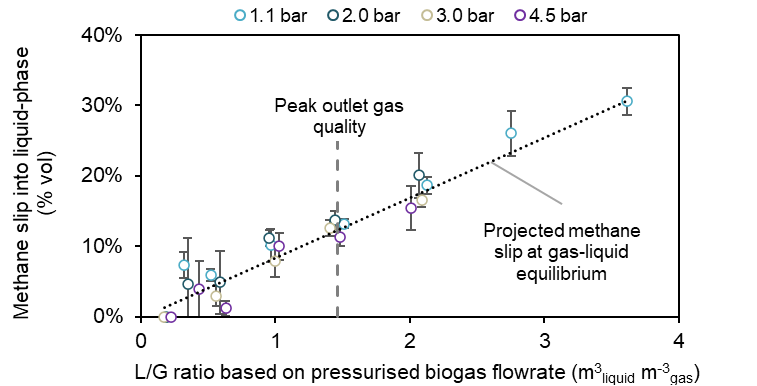 1.1 bar 2.0 bar 3.0 bar 4.5 bar
40%
30%
20%
10%
0%
Methane slip into liquid-phase
(% vol)
Peak outlet gas
quality
Projected methane
slip at gas-liquid
equilibrium
0 1 2 3 4
L/G ratio based on pressurised biogas flowrate (m³liquid m⁻³gas)